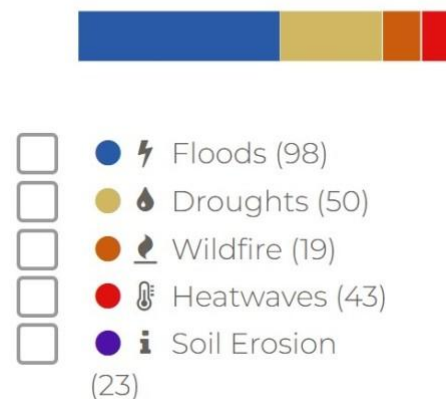 Floods (98)
Droughts (50)
Wildfire (19)
Heatwaves (43)
Soil Erosion
(23)